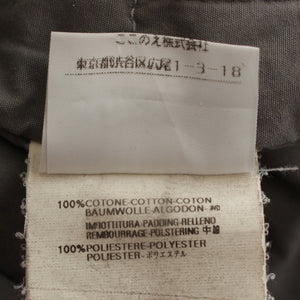 ここのえ株式会社
東京都渋谷区広尾1-3-18
100%COTONE-COTTON-COTON
BAUMWOLLE-ALGODON-綿
IMBOTTITURA-PADDING-RELLENO
REMBOURRAGE-POLSTERING 中綿
100%POLIESTERE-POLYESTER
POLIESTER-ポリエステル